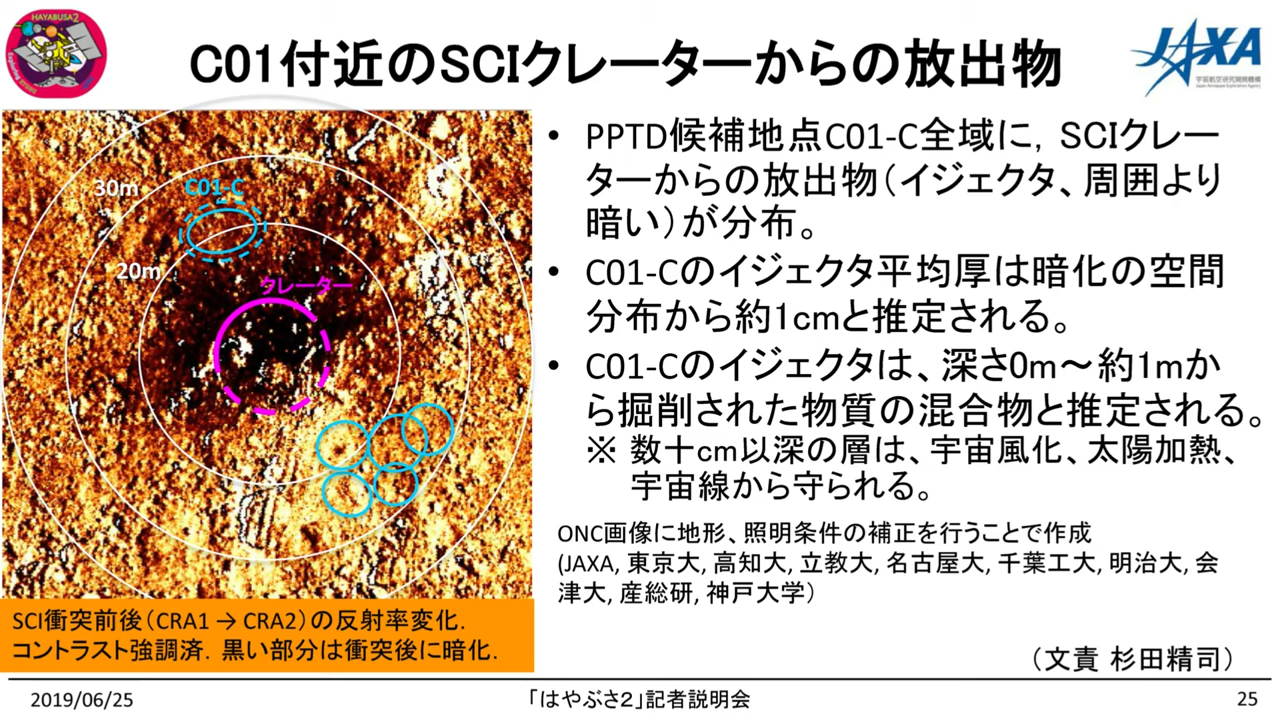 HAYABUSA2
C01付近のSCIクレーターからの放出物
JAXA
宇宙航空研究開発機構
Japan Aerospace Exploration Agency
30m
C01-C
20m
クレーター
• PPTD候補地点C01-C全域に，SCIクレー
ターからの放出物（イジェクタ、周囲より
暗い）が分布。
• C01-Cのイジェクタ平均厚は暗化の空間
分布から約1cmと推定される。
• C01-Cのイジェクタは、深さ0m～約1mか
ら掘削された物質の混合物と推定される。
※ 数十cm以深の層は、宇宙風化、太陽加熱、
宇宙線から守られる。
ONC画像に地形、照明条件の補正を行うことで作成
(JAXA, 東京大, 高知大, 立教大, 名古屋大, 千葉工大, 明治大, 会
津大, 産総研, 神戸大学）
SCI衝突前後（CRA1 → CRA2）の反射率変化．
コントラスト強調済．黒い部分は衝突後に暗化．
（文責 杉田精司）
2019/06/25
「はやぶさ２」記者説明会
25